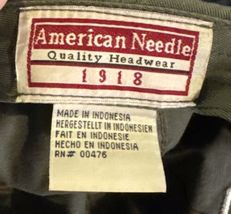 American Needle
Quality Headwear
1918
MADE IN INDONESIA
HERGESTELLT IN INDONESIEN
FAIT EN INDONESIE
HECHO EN INDONESIA
RN# 00476